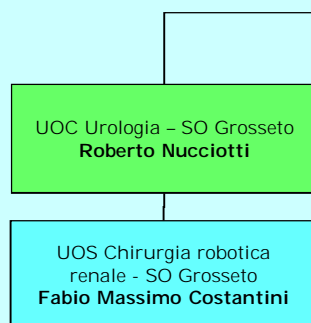 UOC Urologia – SO Grosseto
Roberto Nucciotti
UOS Chirurgia robotica
renale - SO Grosseto
Fabio Massimo Costantini